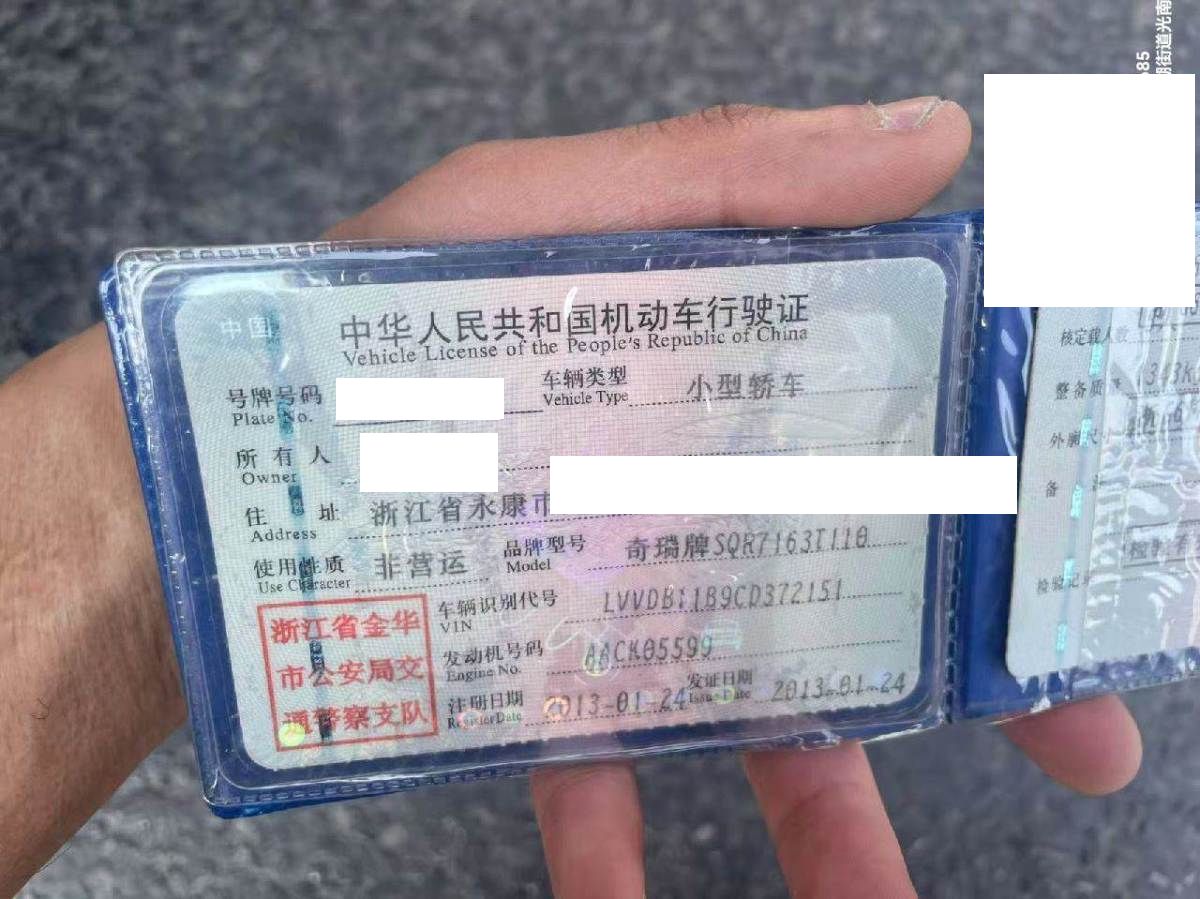 中国
中华人民共和国机动车行驶证
Vehicle License of the People's Republic of China
号牌号码
Plate No.
车辆类型 小型轿车
Vehicle Type
所有人
Owner
住址 浙江省永康市
Address
使用性质 非营运
Use Character
品牌型号 奇瑞牌SQR7163T110
Model
车辆识别代号 LVVDB11B9CD372151
VIN
发动机号码 AACK05599
Engine No.
注册日期 2013-01-24
Register Date
发证日期 2013-01-24
Issue Date
浙江省金华
市公安局交
通警察支队
核定载人数
整备质量
外廓尺寸
备
检验记
街道光南